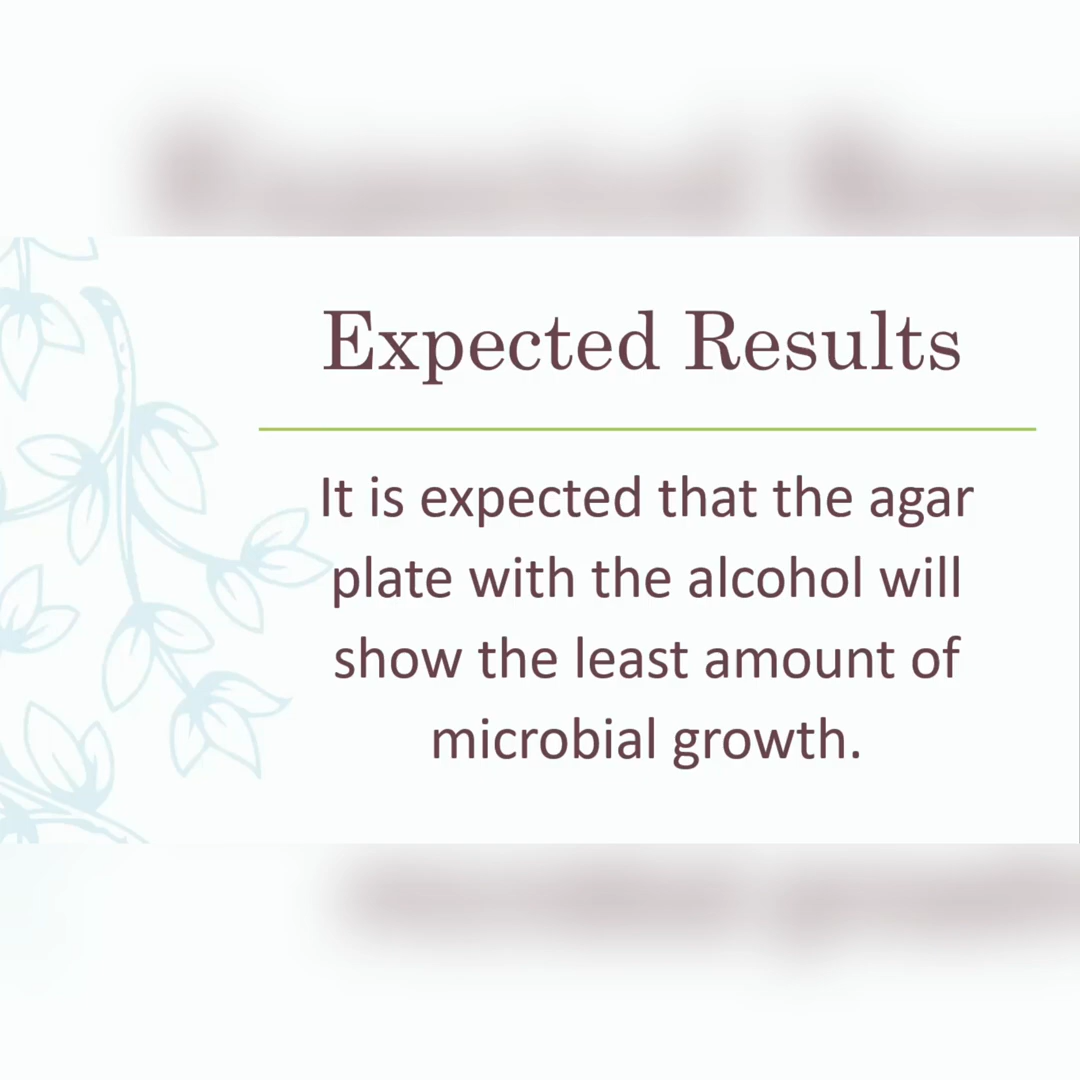 Expected Results
It is expected that the agar
plate with the alcohol will
show the least amount of
microbial growth.